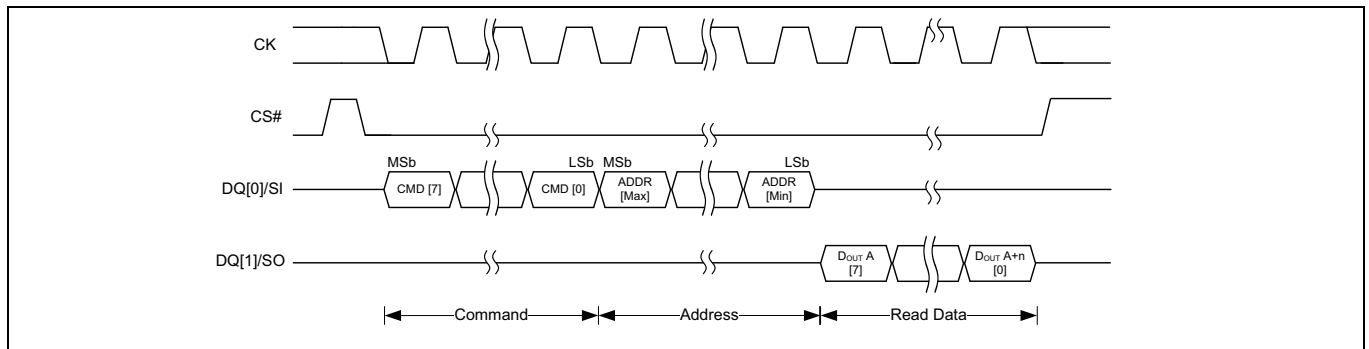 CK
CS#
MSb LSb MSb LSb
DQ[0]/SI CMD [7] CMD [0] ADDR [Max] ADDR [Min]
DQ[1]/SO DOUT A [7] DOUT A+n [0]
Command Address Read Data